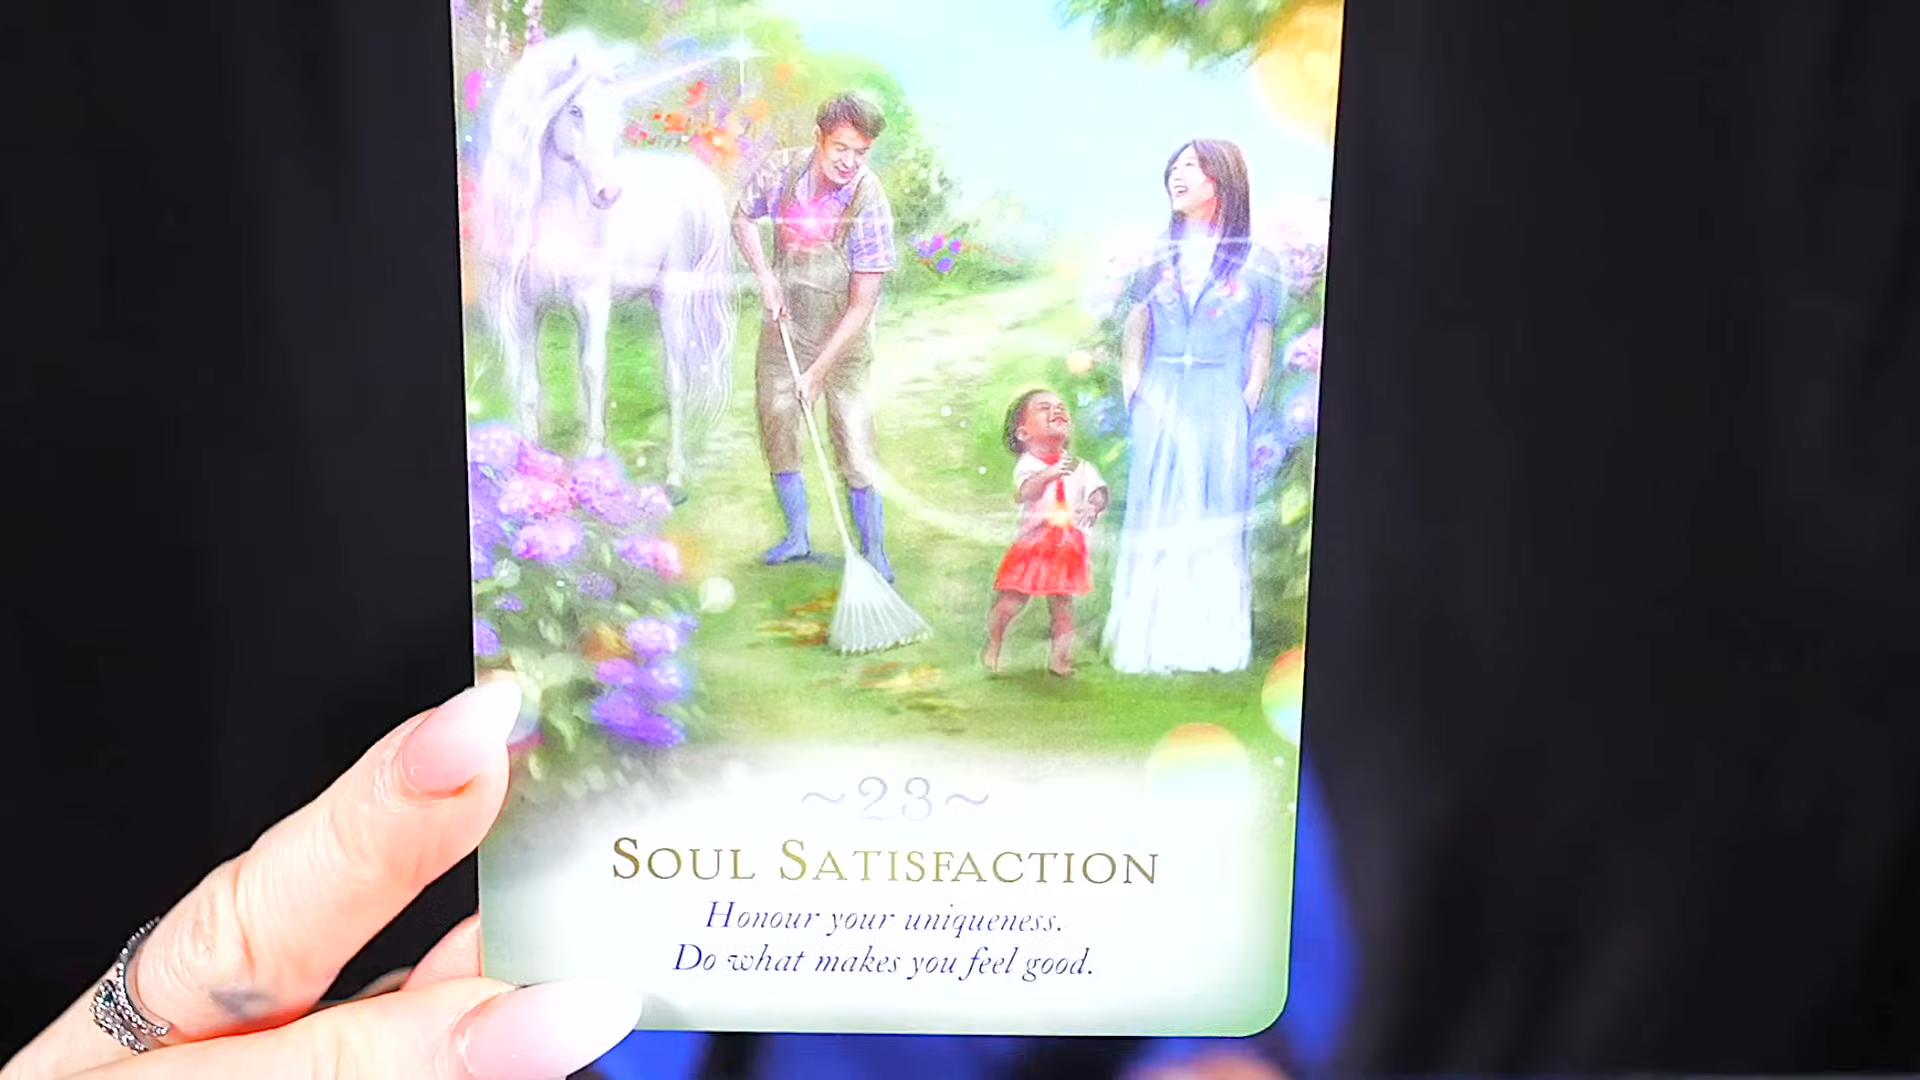 ~23~
SOUL SATISFACTION
Honour your uniqueness.
Do what makes you feel good.